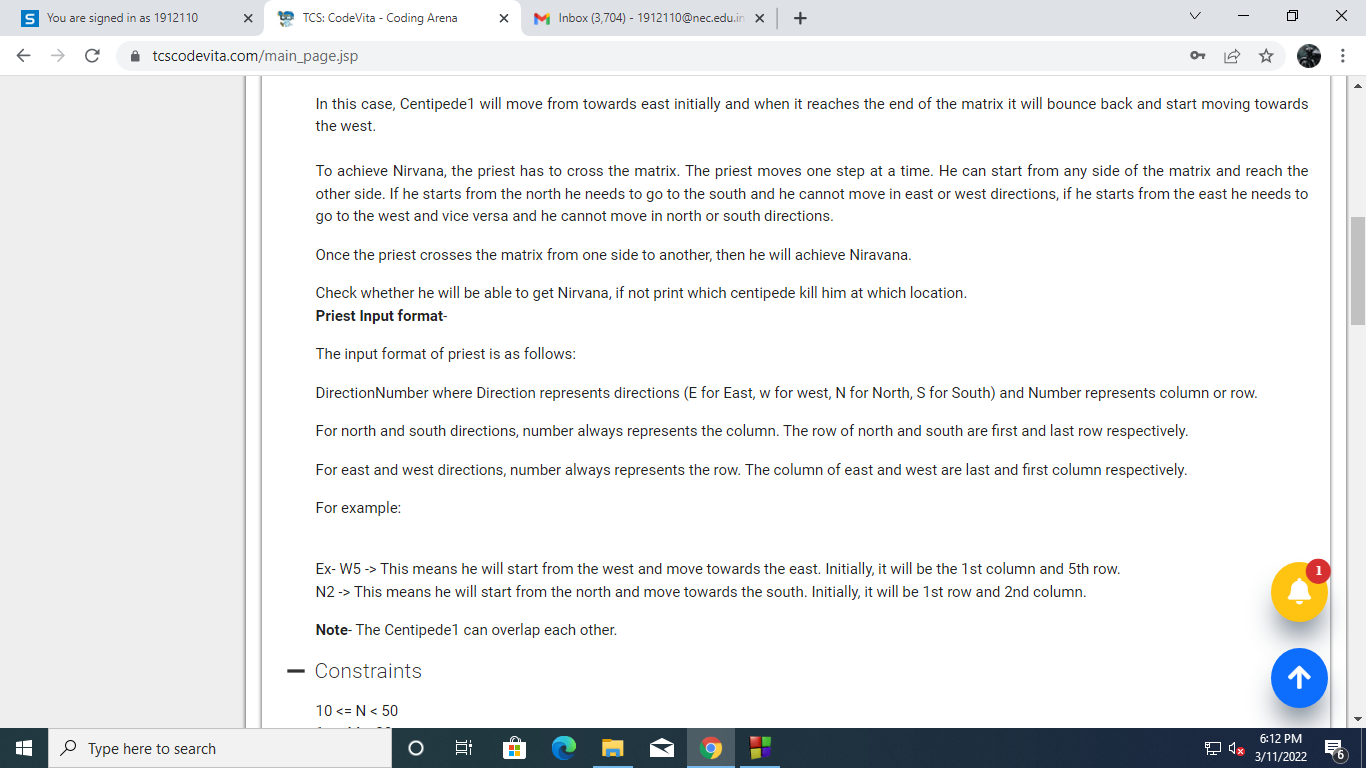 You are signed in as 1912110
TCS: CodeVita - Coding Arena
Inbox (3,704) - 1912110@nec.edu.in
tcscodevita.com/main_page.jsp
In this case, Centipede1 will move from towards east initially and when it reaches the end of the matrix it will bounce back and start moving towards
the west.
To achieve Nirvana, the priest has to cross the matrix. The priest moves one step at a time. He can start from any side of the matrix and reach the
other side. If he starts from the north he needs to go to the south and he cannot move in east or west directions, if he starts from the east he needs to
go to the west and vice versa and he cannot move in north or south directions.
Once the priest crosses the matrix from one side to another, then he will achieve Niravana.
Check whether he will be able to get Nirvana, if not print which centipede kill him at which location.
Priest Input format-
The input format of priest is as follows:
DirectionNumber where Direction represents directions (E for East, w for west, N for North, S for South) and Number represents column or row.
For north and south directions, number always represents the column. The row of north and south are first and last row respectively.
For east and west directions, number always represents the row. The column of east and west are last and first column respectively.
For example:
Ex- W5 -> This means he will start from the west and move towards the east. Initially, it will be the 1st column and 5th row.
N2 -> This means he will start from the north and move towards the south. Initially, it will be 1st row and 2nd column.
1
Note- The Centipede1 can overlap each other.
Constraints
10 <= N < 50
Type here to search
6:12 PM
3/11/2022
6